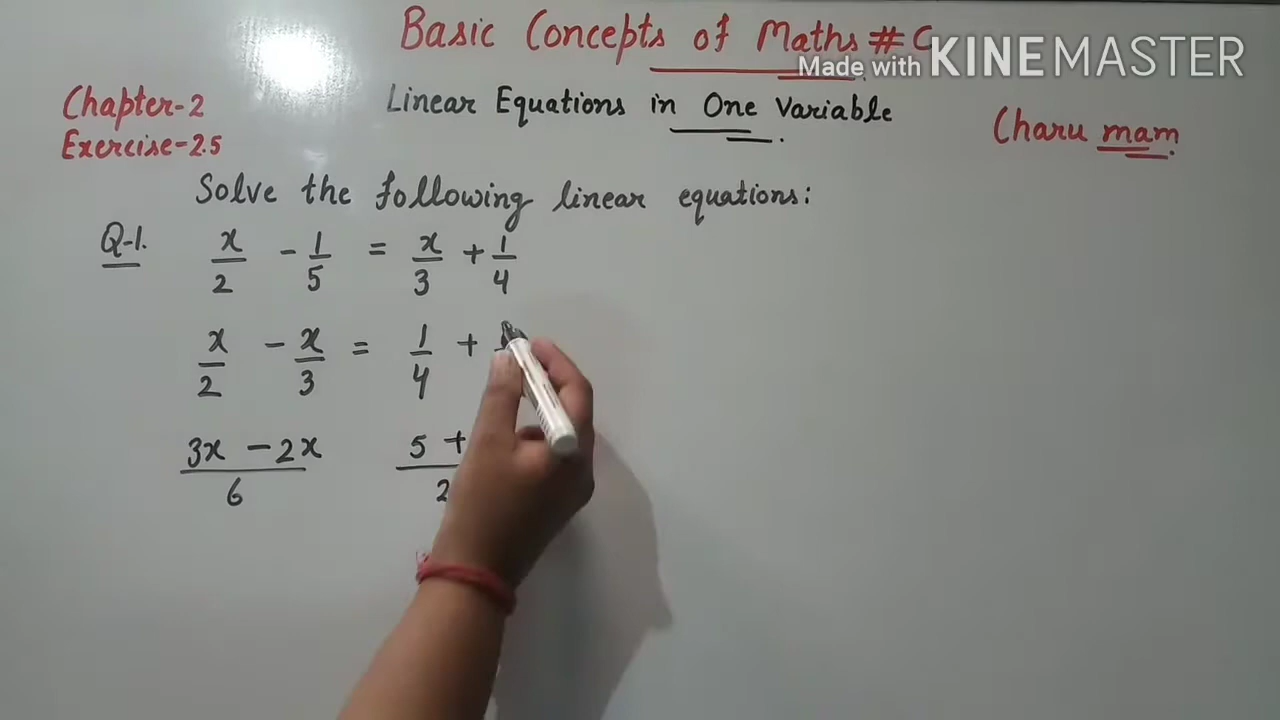 Basic Concepts of Maths # C
Made with KINEMASTER
Chapter-2
Linear Equations in One Variable
Charu mam
Exercise-2.5
Solve the following linear equations:
Q-1. x/2 - 1/5 = x/3 + 1/4
x/2 - x/3 = 1/4 +
3x - 2x / 6 5 + / 2